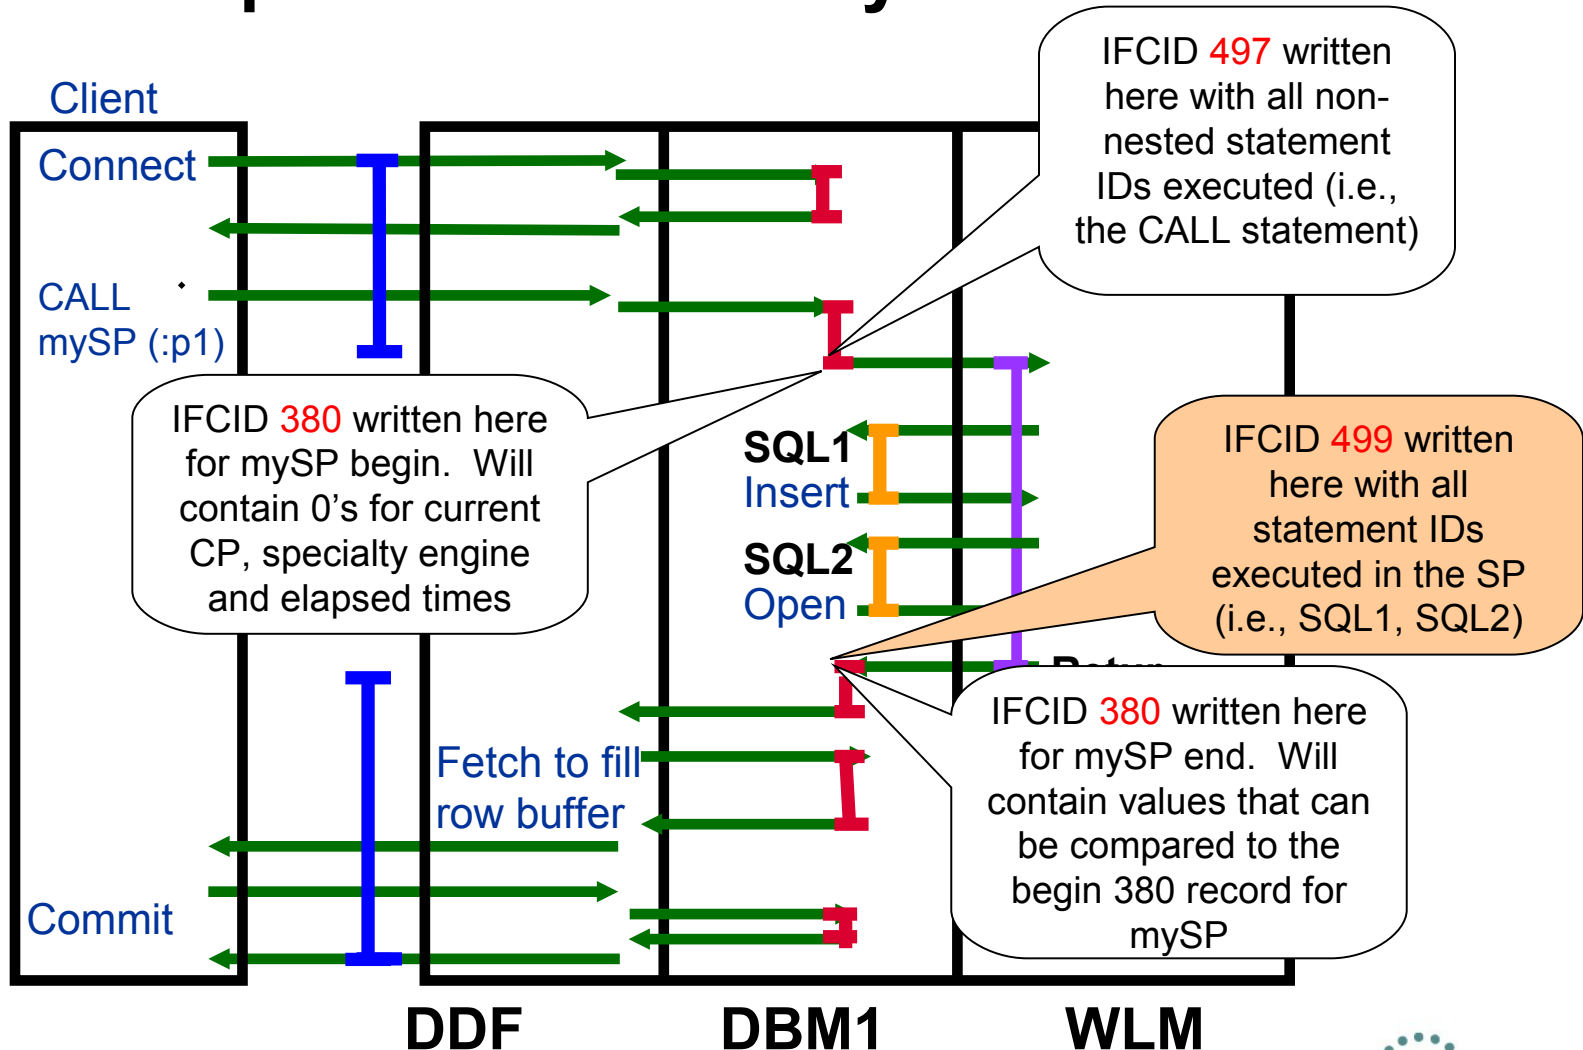 Client
Connect
CALL
mySP (:p1)
IFCID 497 written
here with all non-
nested statement
IDs executed (i.e.,
the CALL statement)
IFCID 380 written here
for mySP begin.  Will
contain 0's for current
CP, specialty engine
and elapsed times
SQL1
Insert
SQL2
Open
IFCID 499 written
here with all
statement IDs
executed in the SP
(i.e., SQL1, SQL2)
IFCID 380 written here
for mySP end.  Will
contain values that can
be compared to the
begin 380 record for
mySP
Fetch to fill
row buffer
Commit
DDF
DBM1
WLM